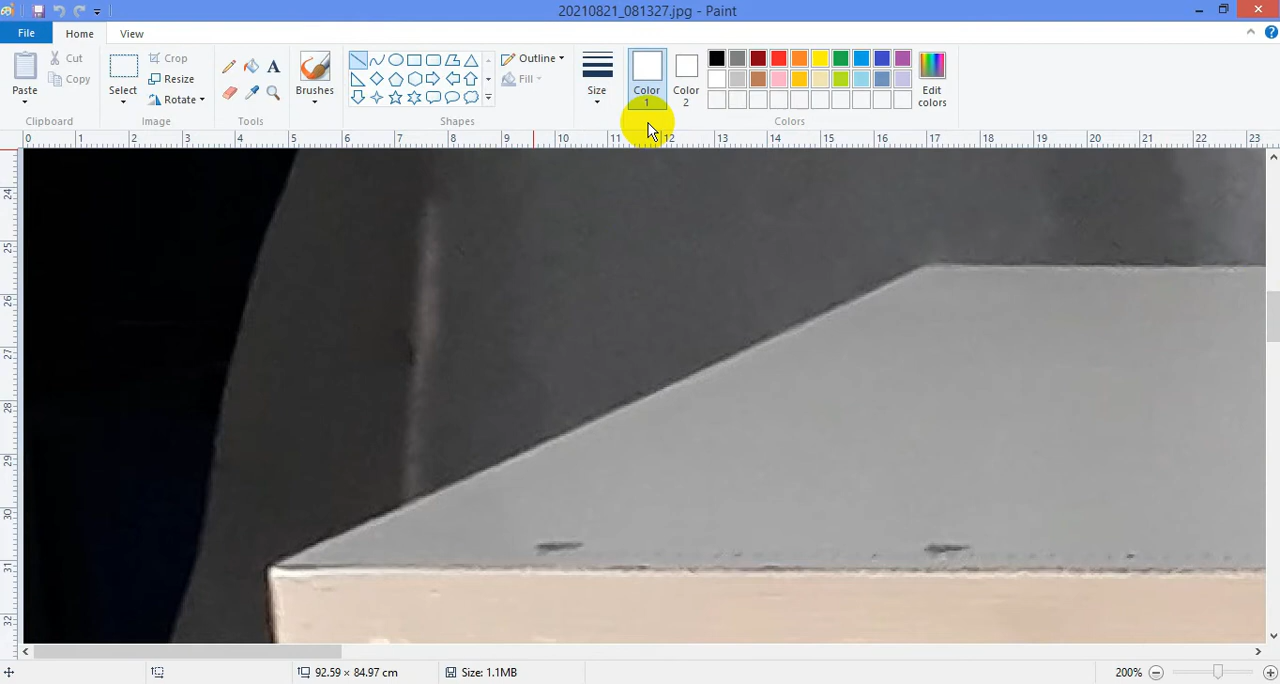 20210821_081327.jpg - Paint
File Home View
Paste
Cut
Copy
Clipboard
Select
Crop
Resize
Rotate
Image
Tools
Brushes
Shapes
Outline
Fill
Size
Color
1
Color
2
Colors
Edit
colors
0 1 2 3 4 5 6 7 8 9 10 11 12 13 14 15 16 17 18 19 20 21 22 23
24
25
26
27
28
29
30
31
32
92.59 × 84.97 cm
Size: 1.1MB
200%